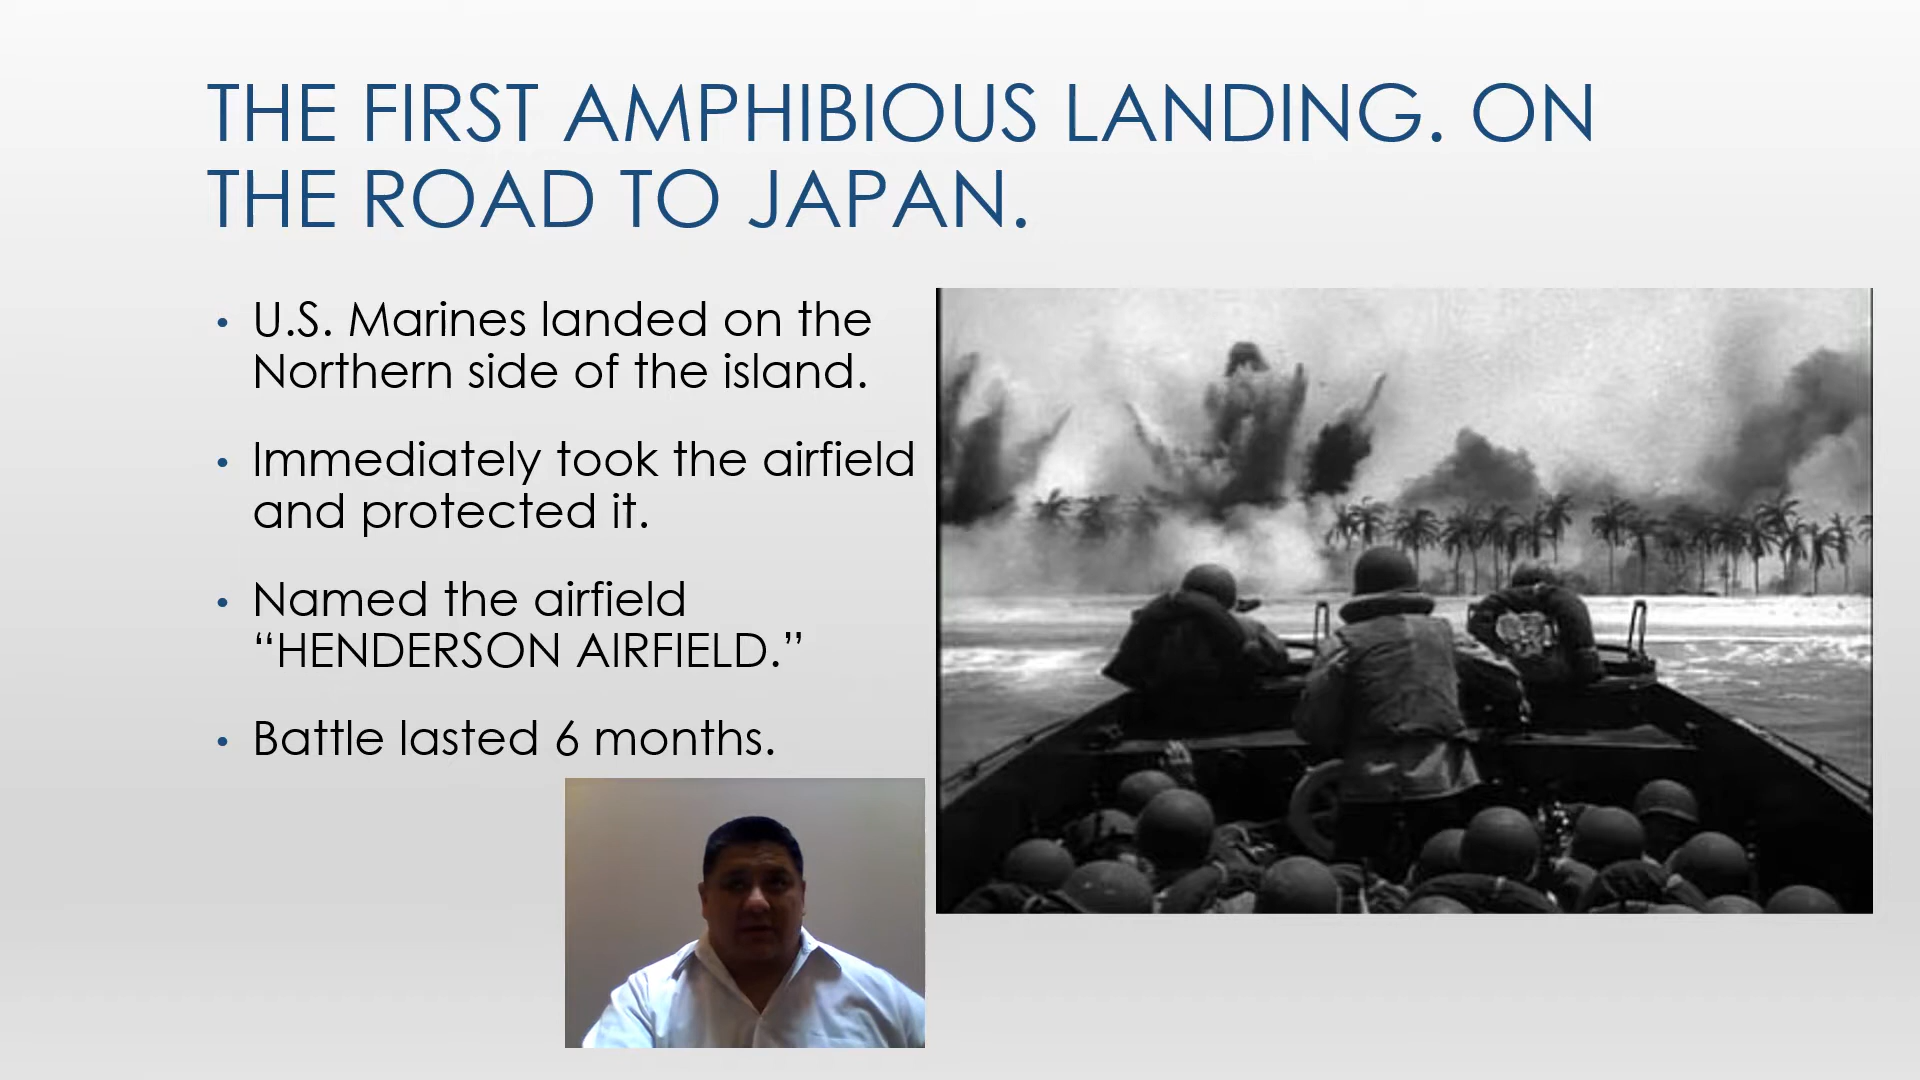 THE FIRST AMPHIBIOUS LANDING. ON
THE ROAD TO JAPAN.
• U.S. Marines landed on the
Northern side of the island.
• Immediately took the airfield
and protected it.
• Named the airfield
“HENDERSON AIRFIELD.”
• Battle lasted 6 months.